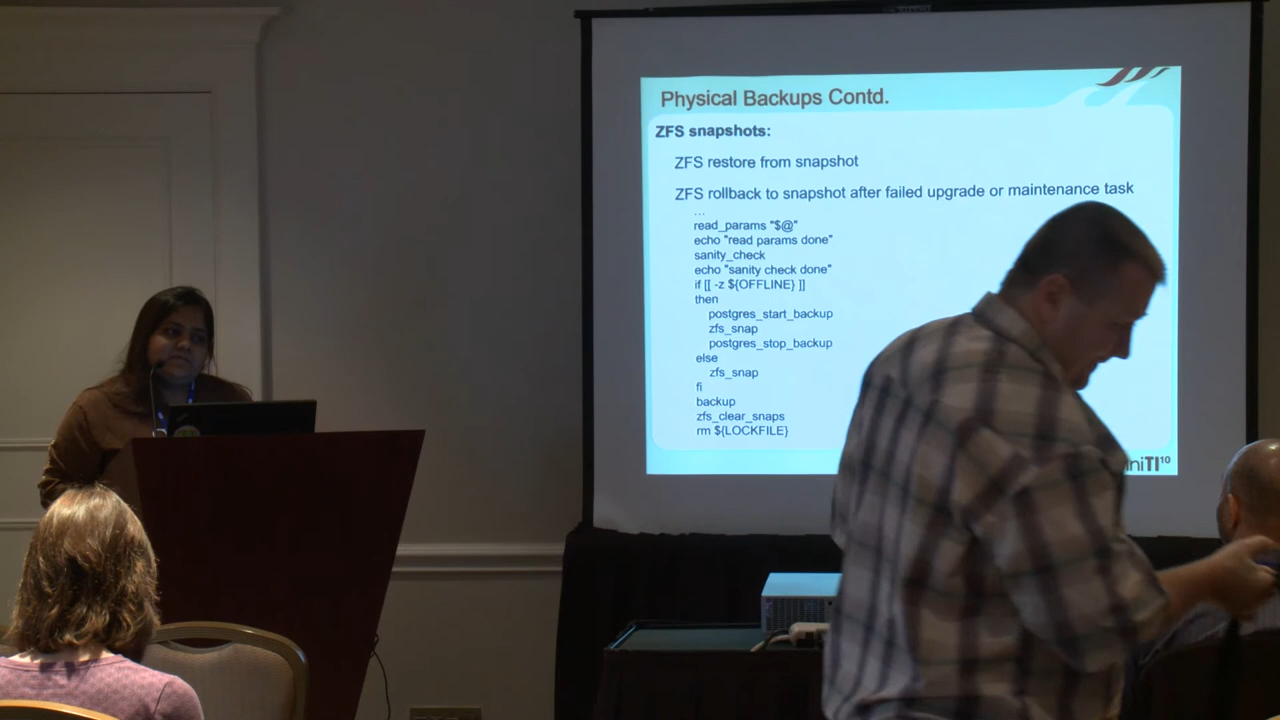 Physical Backups Contd.
ZFS snapshots:
ZFS restore from snapshot
ZFS rollback to snapshot after failed upgrade or maintenance task
...
read_params "$@"
echo "read params done"
sanity_check
echo "sanity check done"
if [[ -z ${OFFLINE} ]]
then
postgres_start_backup
zfs_snap
postgres_stop_backup
else
zfs_snap
fi
backup
zfs_clear_snaps
rm ${LOCKFILE}
niTI10